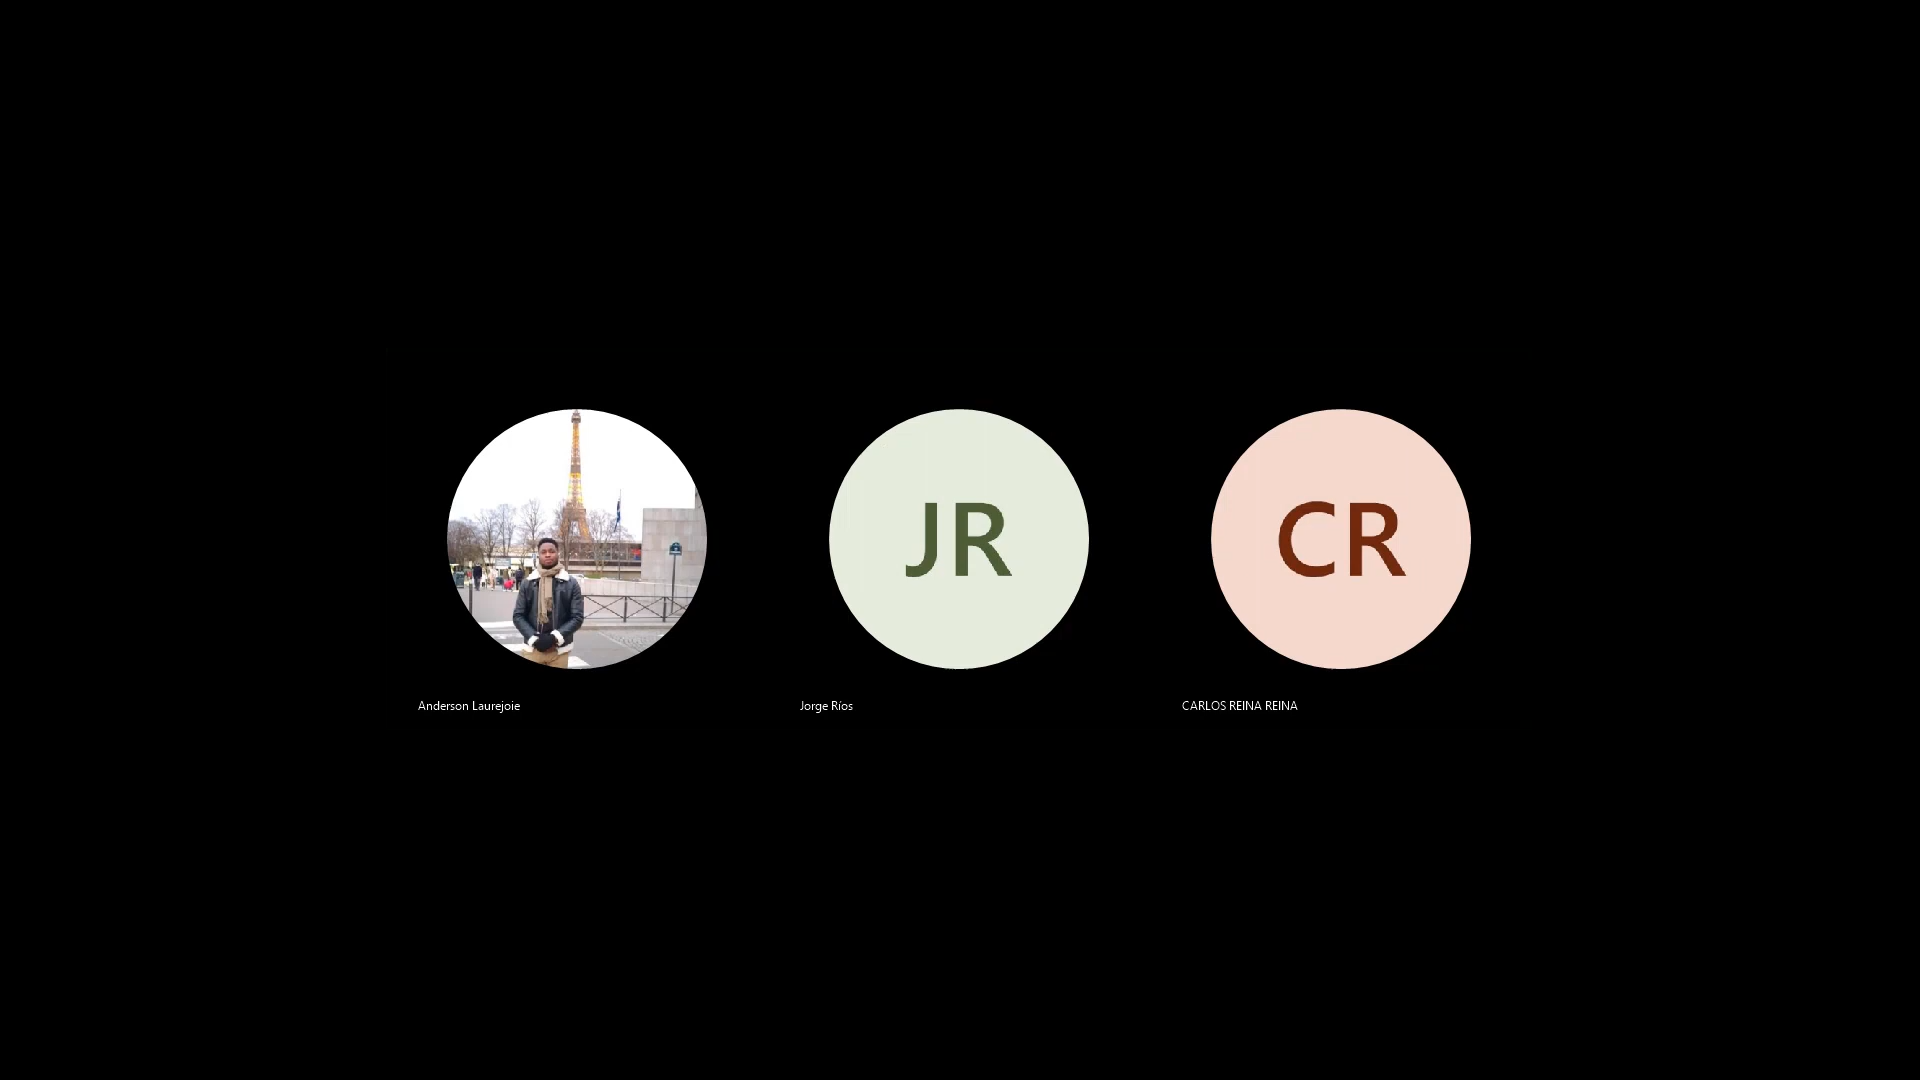 JR
CR
Anderson Laurejoie
Jorge Ríos
CARLOS REINA REINA